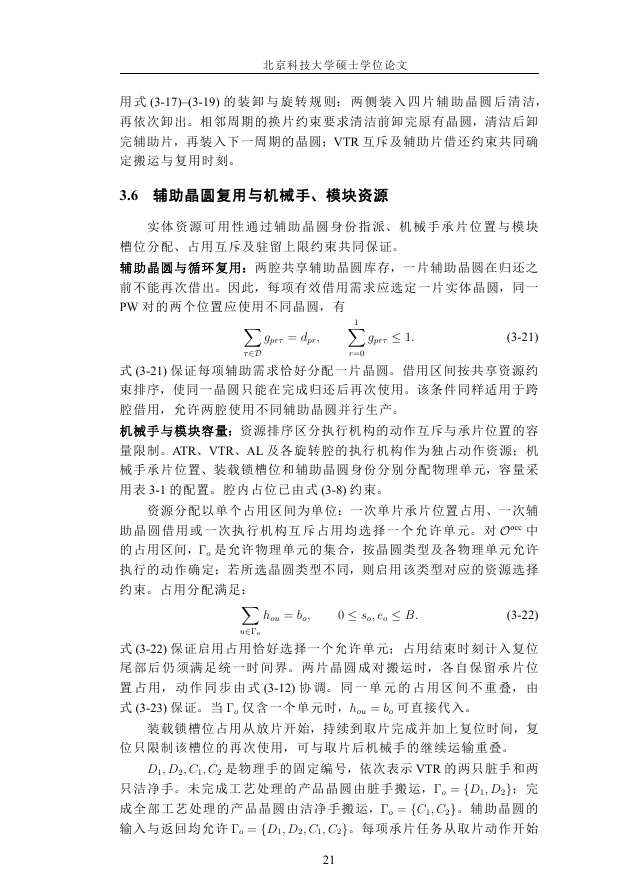 北京科技大学硕士学位论文
用式 (3-17)–(3-19) 的装卸与旋转规则：两侧装入四片辅助晶圆后清洁，
再依次卸出。相邻周期的换片约束要求清洁前卸完原有晶圆，清洁后卸
完辅助片，再装入下一周期的晶圆；VTR 互斥及辅助片借还约束共同确
定搬运与复用时刻。
3.6 辅助晶圆复用与机械手、模块资源
实体资源可用性通过辅助晶圆身份指派、机械手承片位置与模块
槽位分配、占用互斥及驻留上限约束共同保证。
辅助晶圆与循环复用：两腔共享辅助晶圆库存，一片辅助晶圆在归还之
前不能再次借出。因此，每项有效借用需求应选定一片实体晶圆，同一
PW 对的两个位置应使用不同晶圆，有
∑_{τ∈𝒟} g_{prτ} = d_{pr}, ∑_{r=0}^{1} g_{prτ} ≤ 1. (3-21)
式 (3-21) 保证每项辅助需求恰好分配一片晶圆。借用区间按共享资源约
束排序，使同一晶圆只能在完成归还后再次使用。该条件同样适用于跨
腔借用，允许两腔使用不同辅助晶圆并行生产。
机械手与模块容量：资源排序区分执行机构的动作互斥与承片位置的容
量限制。ATR、VTR、AL 及各旋转腔的执行机构作为独占动作资源；机
械手承片位置、装载锁槽位和辅助晶圆身份分别分配物理单元，容量采
用表 3-1 的配置。腔内占位已由式 (3-8) 约束。
资源分配以单个占用区间为单位：一次单片承片位置占用、一次辅
助晶圆借用或一次执行机构互斥占用均选择一个允许单元。对 𝒪^{occ} 中
的占用区间，Γ_o 是允许物理单元的集合，按晶圆类型及各物理单元允许
执行的动作确定；若所选晶圆类型不同，则启用该类型对应的资源选择
约束。占用分配满足：
∑_{u∈Γ_o} h_{ou} = b_o, 0 ≤ s_o, e_o ≤ B. (3-22)
式 (3-22) 保证启用占用恰好选择一个允许单元；占用结束时刻计入复位
尾部后仍须满足统一时间界。两片晶圆成对搬运时，各自保留承片位
置占用，动作同步由式 (3-12) 协调。同一单元的占用区间不重叠，由
式 (3-23) 保证。当 Γ_o 仅含一个单元时，h_{ou} = b_o 可直接代入。
装载锁槽位占用从放片开始，持续到取片完成并加上复位时间，复
位只限制该槽位的再次使用，可与取片后机械手的继续运输重叠。
D_1, D_2, C_1, C_2 是物理手的固定编号，依次表示 VTR 的两只脏手和两
只洁净手。未完成工艺处理的产品晶圆由脏手搬运，Γ_o = {D_1, D_2}；完
成全部工艺处理的产品晶圆由洁净手搬运，Γ_o = {C_1, C_2}。辅助晶圆的
输入与返回均允许 Γ_o = {D_1, D_2, C_1, C_2}。每项承片任务从取片动作开始
21